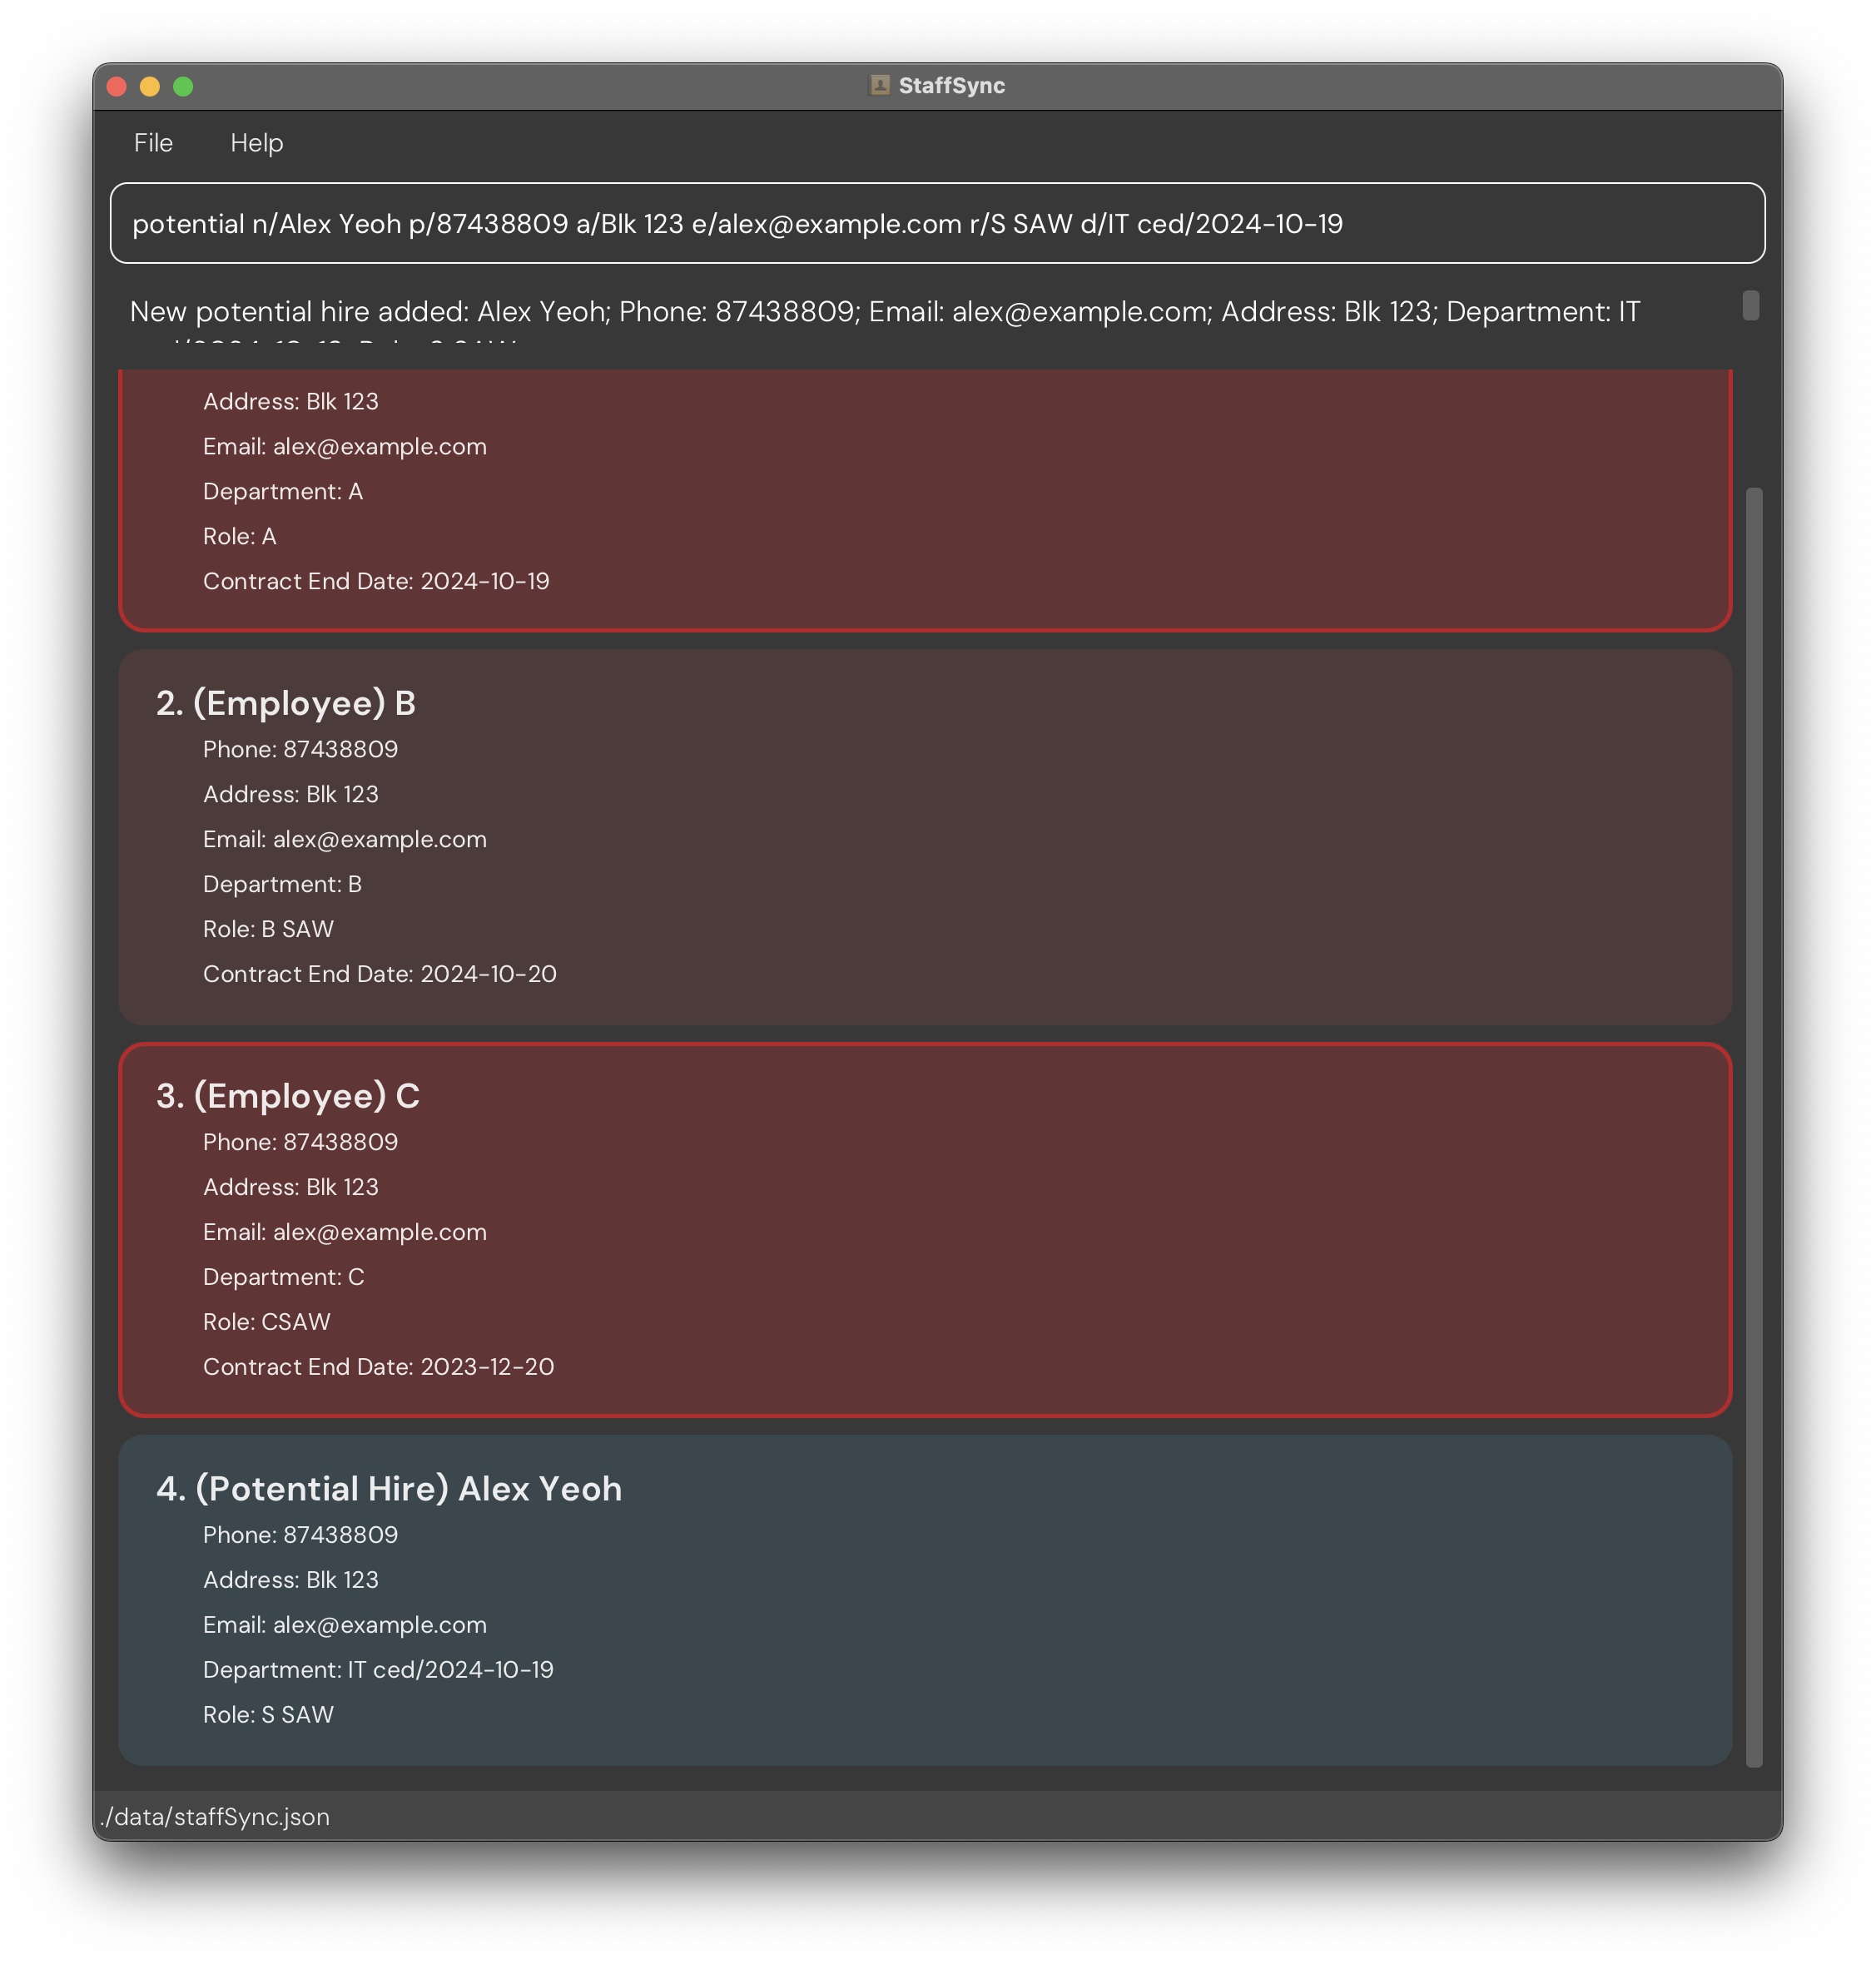 StaffSync
File Help
potential n/Alex Yeoh p/87438809 a/Blk 123 e/alex@example.com r/S SAW d/IT ced/2024-10-19
New potential hire added: Alex Yeoh; Phone: 87438809; Email: alex@example.com; Address: Blk 123; Department: IT
Address: Blk 123
Email: alex@example.com
Department: A
Role: A
Contract End Date: 2024-10-19
2. (Employee) B
Phone: 87438809
Address: Blk 123
Email: alex@example.com
Department: B
Role: B SAW
Contract End Date: 2024-10-20
3. (Employee) C
Phone: 87438809
Address: Blk 123
Email: alex@example.com
Department: C
Role: CSAW
Contract End Date: 2023-12-20
4. (Potential Hire) Alex Yeoh
Phone: 87438809
Address: Blk 123
Email: alex@example.com
Department: IT ced/2024-10-19
Role: S SAW
./data/staffSync.json